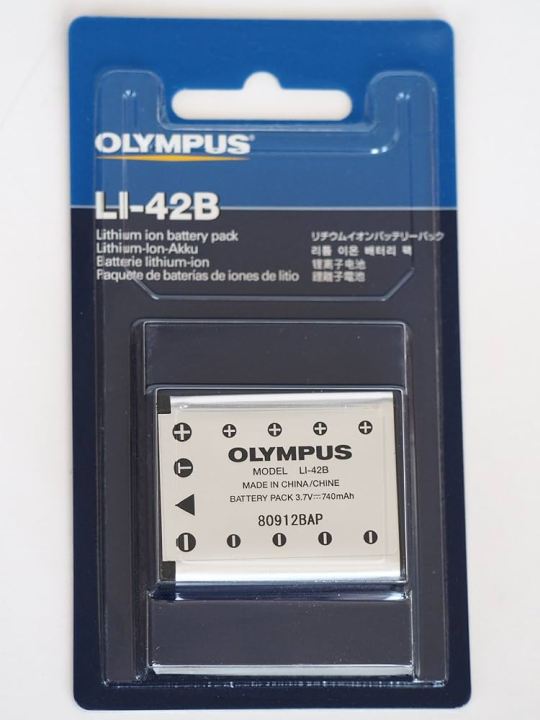 OLYMPUS®
LI-42B
Lithium ion battery pack
Lithium-Ion-Akku
Batterie lithium-ion
Paquete de baterías de iones de litio
リチウムイオンバッテリーパック
리튬 이온 배터리 팩
锂离子电池
鋰離子電池
OLYMPUS
MODEL LI-42B
MADE IN CHINA/CHINE
BATTERY PACK 3.7V⎓740mAh
80912BAP
T